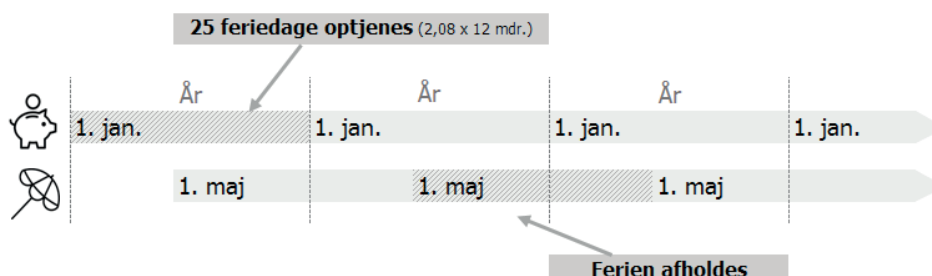 25 feriedage optjenes (2,08 x 12 mdr.)
År År År
1. jan. 1. jan. 1. jan. 1. jan.
1. maj 1. maj 1. maj
Ferien afholdes